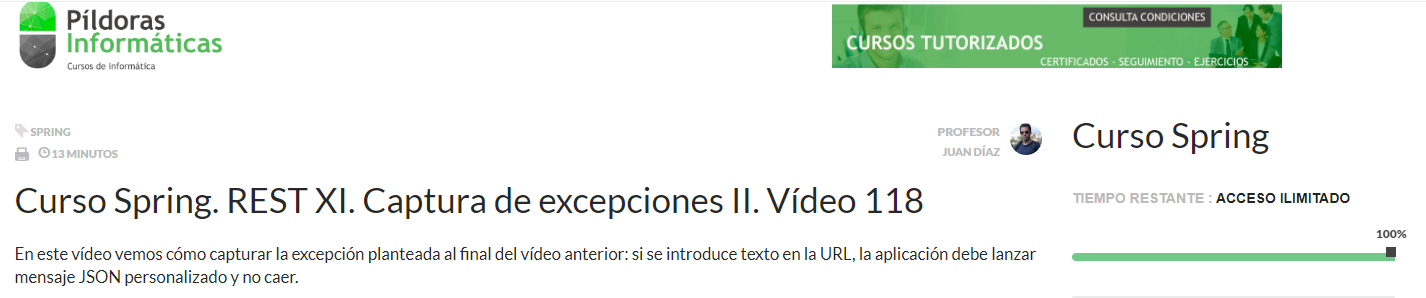 Píldoras
Informáticas
Cursos de informática
CONSULTA CONDICIONES
CURSOS TUTORIZADOS
CERTIFICADOS - SEGUIMIENTO - EJERCICIOS
SPRING
13 MINUTOS
PROFESOR
JUAN DÍAZ
Curso Spring. REST XI. Captura de excepciones II. Vídeo 118
En este vídeo vemos cómo capturar la excepción planteada al final del vídeo anterior: si se introduce texto en la URL, la aplicación debe lanzar
mensaje JSON personalizado y no caer.
Curso Spring
TIEMPO RESTANTE : ACCESO ILIMITADO
100%